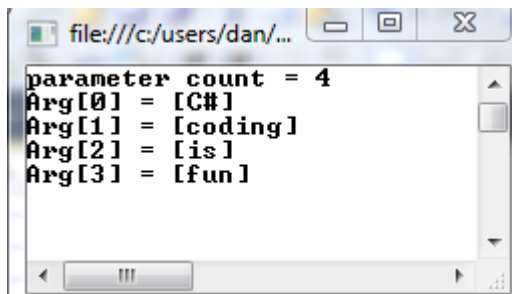 file:///c:/users/dan/...
parameter count = 4
Arg[0] = [C#]
Arg[1] = [coding]
Arg[2] = [is]
Arg[3] = [fun]